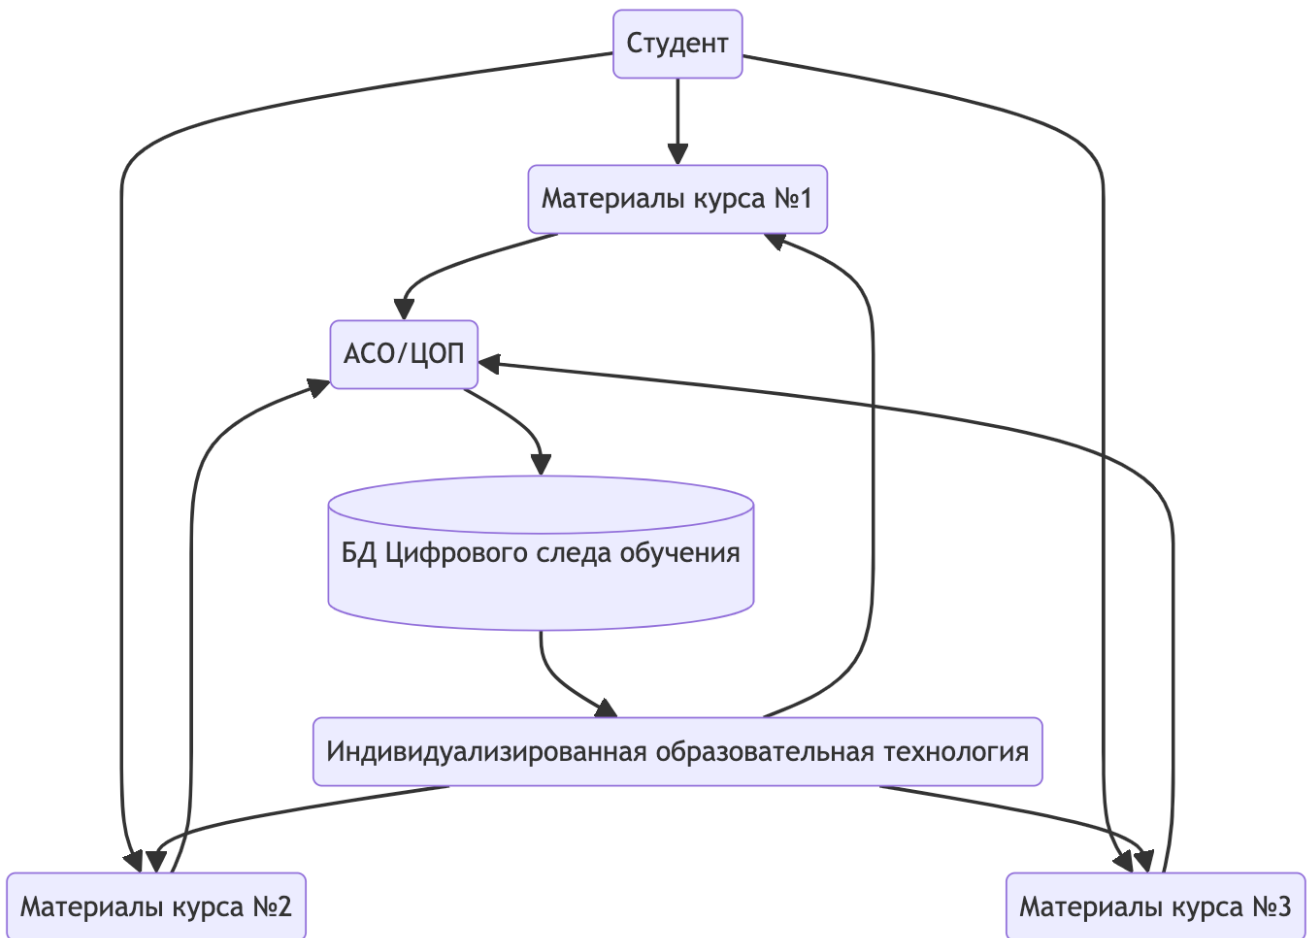 Студент
Материалы курса №1
АСО/ЦОП
БД Цифрового следа обучения
Индивидуализированная образовательная технология
Материалы курса №2
Материалы курса №3